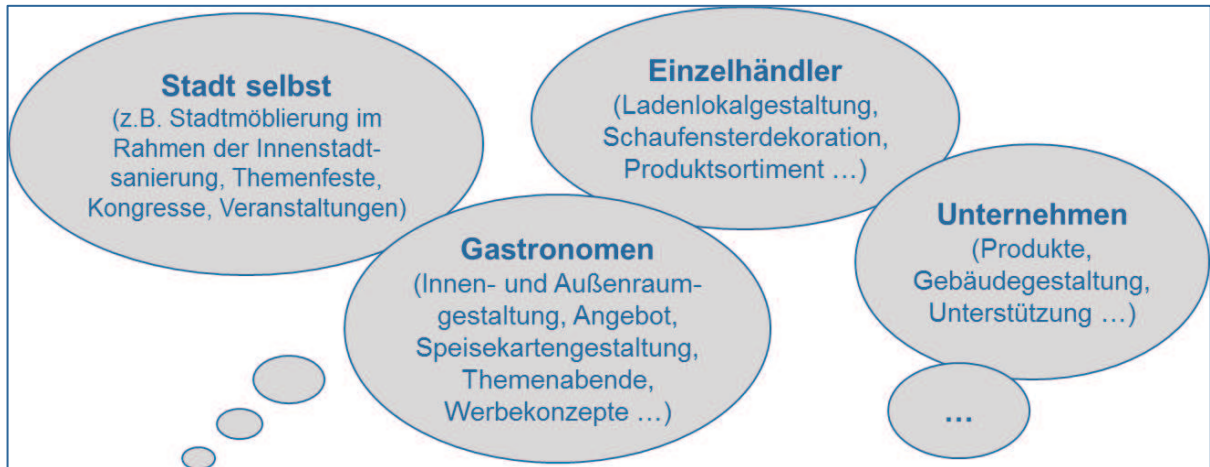 Stadt selbst
(z.B. Stadtmöblierung im
Rahmen der Innenstadt-
sanierung, Themenfeste,
Kongresse, Veranstaltungen)
Einzelhändler
(Ladenlokalgestaltung,
Schaufensterdekoration,
Produktsortiment …)
Gastronomen
(Innen- und Außenraum-
gestaltung, Angebot,
Speisekartengestaltung,
Themenabende,
Werbekonzepte …)
Unternehmen
(Produkte,
Gebäudegestaltung,
Unterstützung …)
…